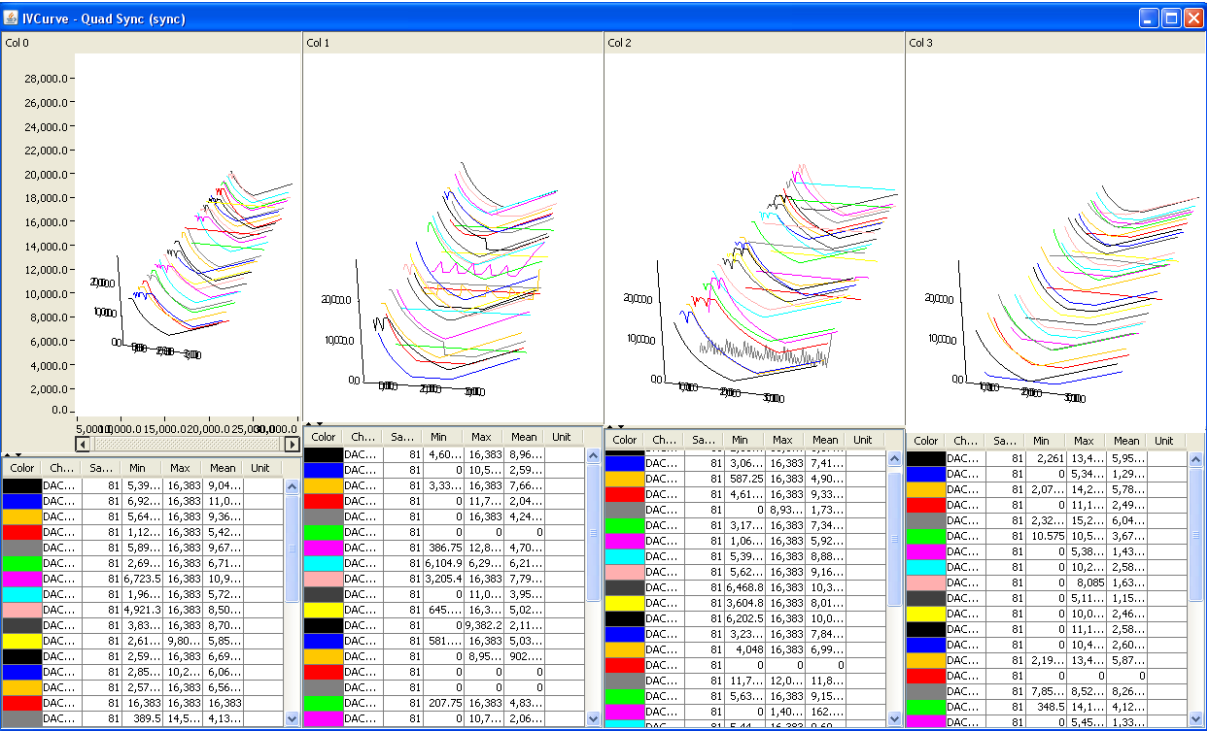 IVCurve - Quad Sync (sync)
Col 0 Col 1 Col 2 Col 3
28,000.0
26,000.0
24,000.0
22,000.0
20,000.0
18,000.0
16,000.0
14,000.0
12,000.0
10,000.0
8,000.0
6,000.0
4,000.0
2,000.0
0.0
Color Ch... Sa... Min Max Mean Unit
DAC... 81 5,39... 16,383 9,04...
DAC... 81 6,92... 16,383 11,0...
DAC... 81 5,64... 16,383 9,36...
DAC... 81 1,12... 16,383 5,42...
DAC... 81 5,89... 16,383 9,67...
DAC... 81 2,69... 16,383 6,71...
DAC... 81 6,723.5 16,383 10,9...
DAC... 81 1,96... 16,383 5,72...
DAC... 81 4,921.3 16,383 8,50...
DAC... 81 3,83... 16,383 8,70...
DAC... 81 2,61... 9,80... 5,85...
DAC... 81 2,59... 16,383 6,69...
DAC... 81 2,85... 10,2... 6,06...
DAC... 81 2,57... 16,383 6,56...
DAC... 81 16,383 16,383 16,383
DAC... 81 389.5 14,5... 4,13...
Color Ch... Sa... Min Max Mean Unit
DAC... 81 4,60... 16,383 8,96...
DAC... 81 0 10,5... 2,59...
DAC... 81 3,33... 16,383 7,66...
DAC... 81 0 11,7... 2,04...
DAC... 81 0 16,383 4,24...
DAC... 81 0 0 0
DAC... 81 386.75 12,8... 4,70...
DAC... 81 6,104.9 6,29... 6,21...
DAC... 81 3,205.4 16,383 7,79...
DAC... 81 0 11,0... 3,95...
DAC... 81 645.... 16,3... 5,02...
DAC... 81 0 9,382.2 2,11...
DAC... 81 581.... 16,383 5,03...
DAC... 81 0 8,95... 902....
DAC... 81 0 0 0
DAC... 81 0 0 0
DAC... 81 207.75 16,383 4,83...
DAC... 81 0 10,7... 2,06...
Color Ch... Sa... Min Max Mean Unit
DAC... 81 3,06... 16,383 7,41...
DAC... 81 587.25 16,383 4,90...
DAC... 81 4,61... 16,383 9,33...
DAC... 81 0 8,93... 1,73...
DAC... 81 3,17... 16,383 7,34...
DAC... 81 1,06... 16,383 5,92...
DAC... 81 5,39... 16,383 8,88...
DAC... 81 5,62... 16,383 9,16...
DAC... 81 6,468.8 16,383 10,3...
DAC... 81 3,604.8 16,383 8,01...
DAC... 81 6,202.5 16,383 10,0...
DAC... 81 3,23... 16,383 7,84...
DAC... 81 4,048 16,383 6,99...
DAC... 81 0 0 0
DAC... 81 11,7... 12,0... 11,8...
DAC... 81 5,63... 16,383 9,15...
DAC... 81 0 1,40... 162....
Color Ch... Sa... Min Max Mean Unit
DAC... 81 2,261 13,4... 5,95...
DAC... 81 0 5,34... 1,29...
DAC... 81 2,07... 14,2... 5,78...
DAC... 81 0 11,1... 2,49...
DAC... 81 2,32... 15,2... 6,04...
DAC... 81 10.575 10,5... 3,67...
DAC... 81 0 5,38... 1,43...
DAC... 81 0 10,2... 2,58...
DAC... 81 0 8,085 1,63...
DAC... 81 0 5,11... 1,15...
DAC... 81 0 10,0... 2,46...
DAC... 81 0 11,1... 2,58...
DAC... 81 0 10,4... 2,60...
DAC... 81 2,19... 13,4... 5,87...
DAC... 81 0 0 0
DAC... 81 7,85... 8,52... 8,26...
DAC... 81 348.5 14,1... 4,12...
DAC... 81 0 5,45... 1,33...